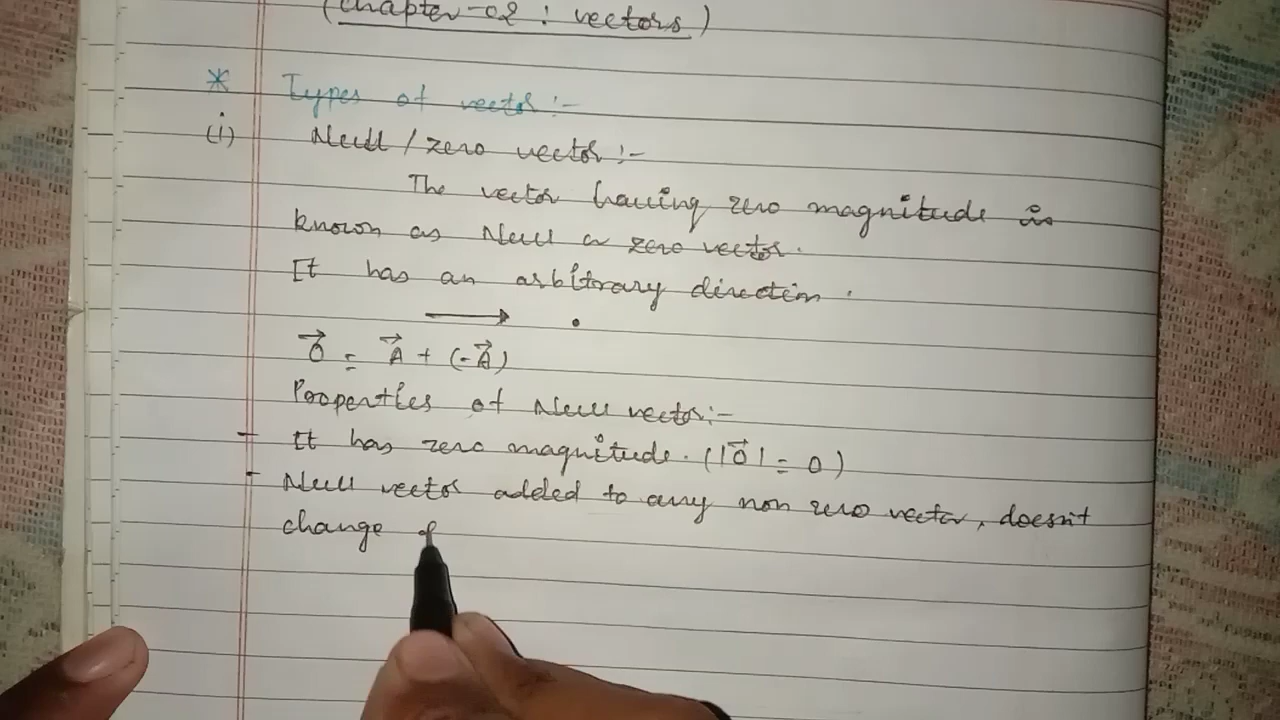 (Chapter-02 : vectors)
* Types of vector :-
(i) Null / zero vector :-
The vector having zero magnitude is
known as Null or zero vector.
It has an arbitrary direction.
0⃗ = A⃗ + (-A⃗)
Properties of Null vector:-
- It has zero magnitude. (|0⃗| = 0)
- Null vector added to any non zero vector, doesn't
change